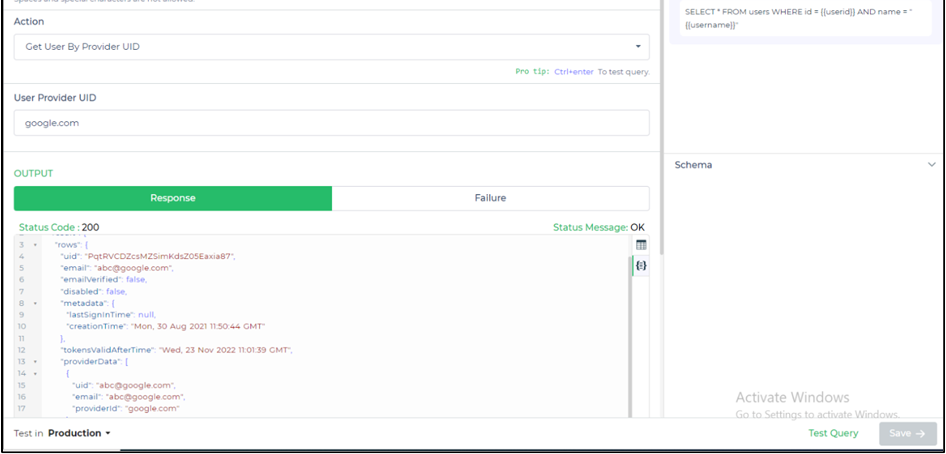 Spaces and special characters are not allowed.
Action
Get User By Provider UID
Pro tip: Ctrl+enter To test query.
User Provider UID
google.com
OUTPUT
Response
Failure
Status Code : 200
Status Message: OK
3 "rows": {
4 "uid": "PqtRVCDZcsMZSimKdsZ05Eaxia87",
5 "email": "abc@google.com",
6 "emailVerified": false,
7 "disabled": false,
8 "metadata": {
9 "lastSignInTime": null,
10 "creationTime": "Mon, 30 Aug 2021 11:50:44 GMT"
11 },
12 "tokensValidAfterTime": "Wed, 23 Nov 2022 11:01:39 GMT",
13 "providerData": [
14 {
15 "uid": "abc@google.com",
16 "email": "abc@google.com",
17 "providerId": "google.com"
Test in Production
SELECT * FROM users WHERE id = {{userid}} AND name = "
{{username}}"
Schema
Activate Windows
Go to Settings to activate Windows.
Test Query
Save →